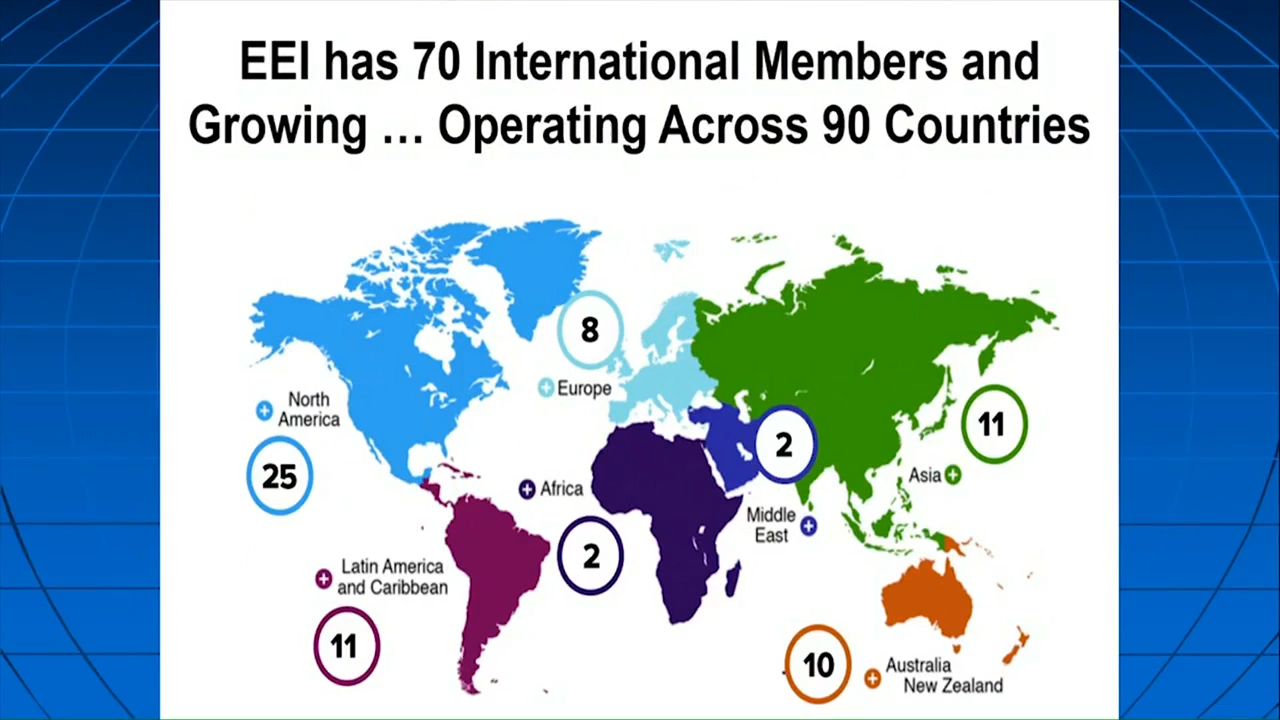 EEI has 70 International Members and
Growing … Operating Across 90 Countries
8
Europe
North
America
25
2
11
Asia
Africa
Middle
East
2
Latin America
and Caribbean
11
10
Australia
New Zealand